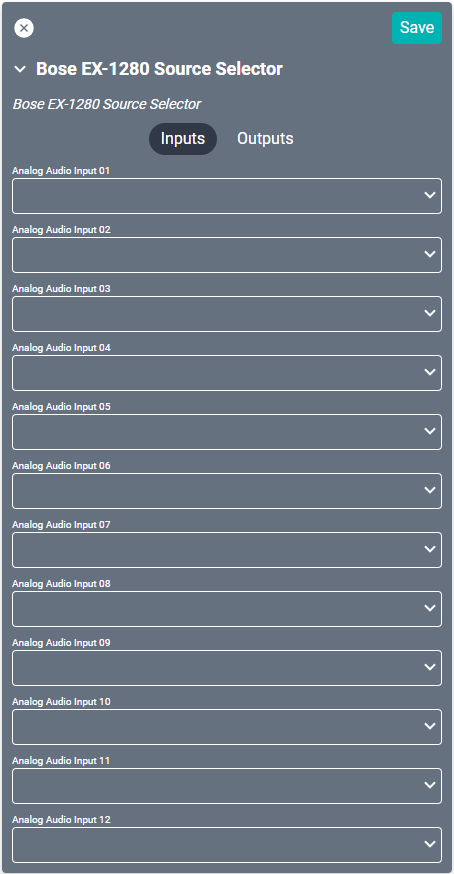 Save
Bose EX-1280 Source Selector
Bose EX-1280 Source Selector
Inputs Outputs
Analog Audio Input 01
Analog Audio Input 02
Analog Audio Input 03
Analog Audio Input 04
Analog Audio Input 05
Analog Audio Input 06
Analog Audio Input 07
Analog Audio Input 08
Analog Audio Input 09
Analog Audio Input 10
Analog Audio Input 11
Analog Audio Input 12